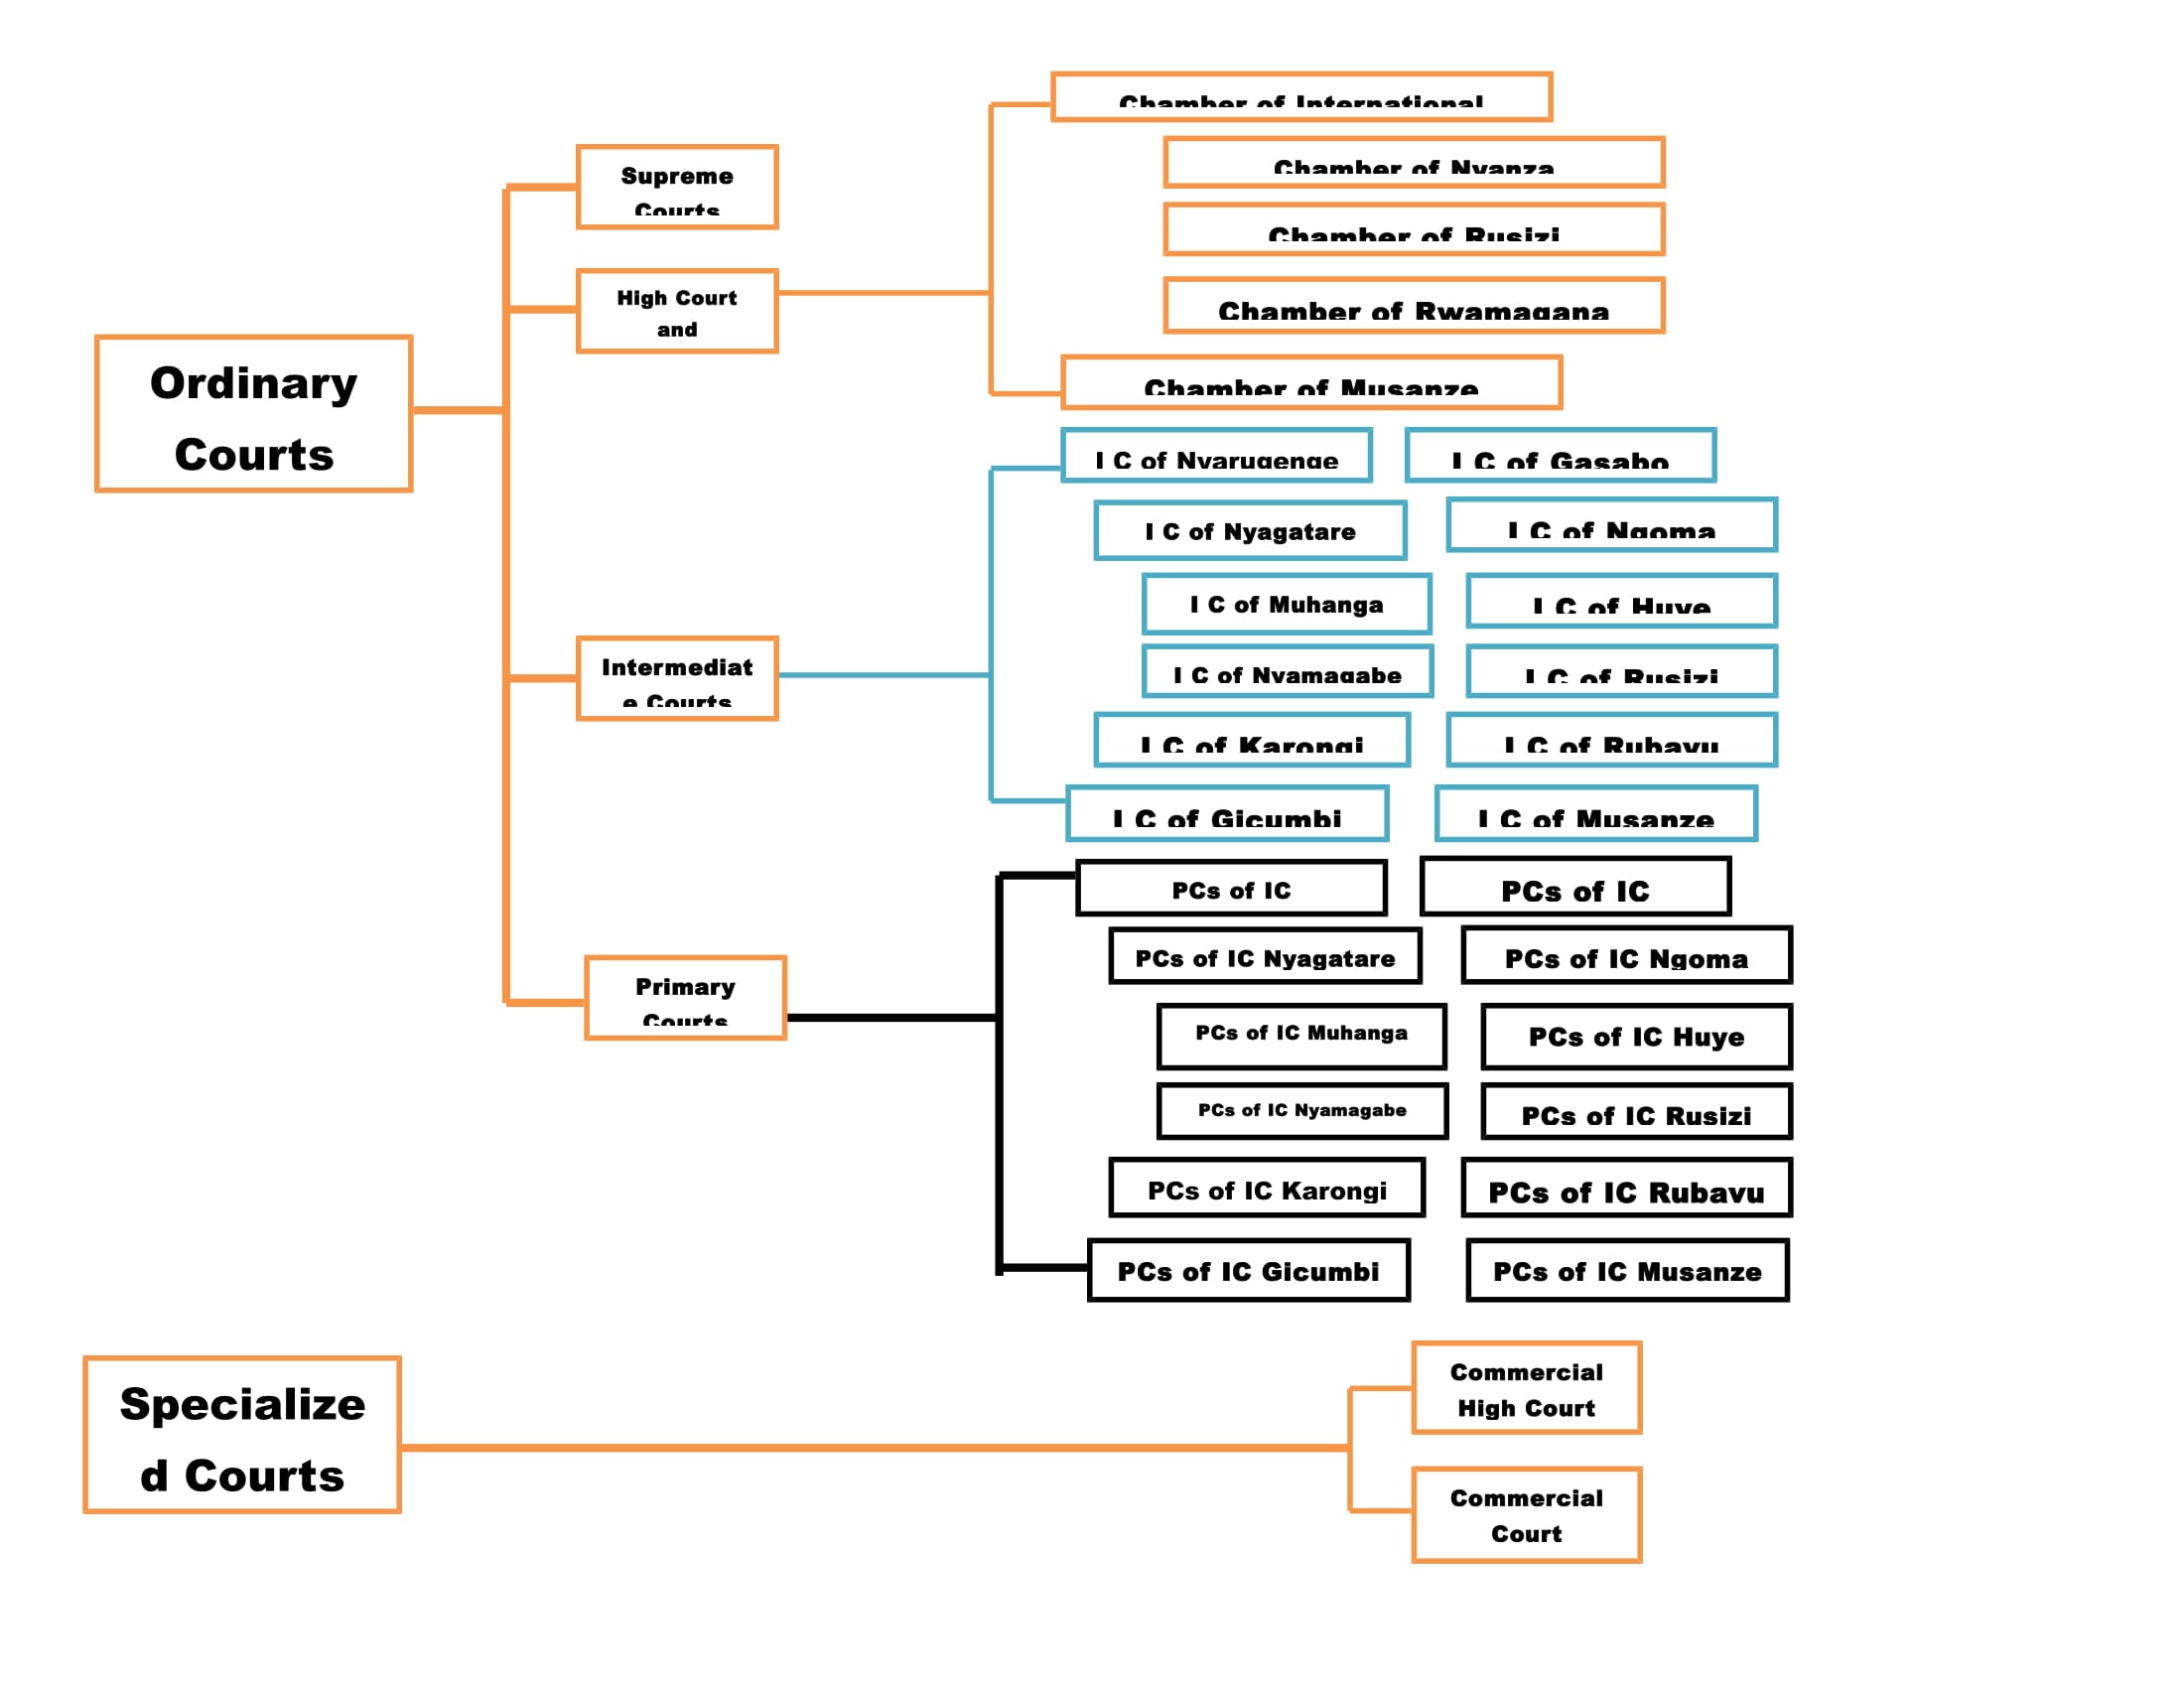 Chamber of International
Chamber of Nyanza
Supreme
Courts
Chamber of Rusizi
High Court
and
Chamber of Rwamagana
Ordinary
Courts
Chamber of Musanze
I C of Nyarugenge
I C of Gasabo
I C of Nyagatare
I C of Ngoma
I C of Muhanga
I C of Huye
Intermediat
e Courts
I C of Nyamagabe
I C of Rusizi
I C of Karongi
I C of Rubavu
I C of Gicumbi
I C of Musanze
PCs of IC
PCs of IC
PCs of IC Nyagatare
PCs of IC Ngoma
Primary
Courts
PCs of IC Muhanga
PCs of IC Huye
PCs of IC Nyamagabe
PCs of IC Rusizi
PCs of IC Karongi
PCs of IC Rubavu
PCs of IC Gicumbi
PCs of IC Musanze
Specialize
d Courts
Commercial
High Court
Commercial
Court